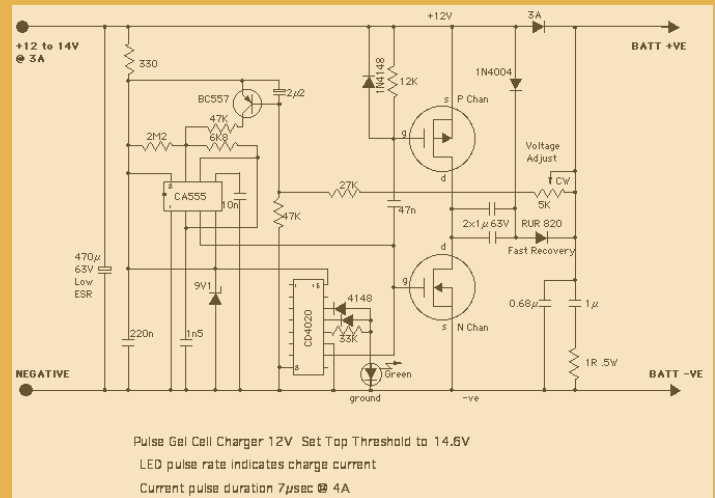 +12V
3A
+12 to 14V
@ 3A
BATT +VE
330
1N4148
12K
1N4004
BC557
2µ2
P Chan
s
g
d
47K
6K8
2M2
Voltage
Adjust
CW
5K
8
CA555
10n
27K
47K
47n
2x1µ 63V
RUR 820
Fast Recovery
470µ
63V
Low
ESR
9V1
d
g
s
N Chan
CD4020
4148
33K
0.68µ
1µ
220n
1n5
8
Green
1R .5W
NEGATIVE
BATT -VE
ground
-ve
Pulse Gel Cell Charger 12V Set Top Threshold to 14.6V
LED pulse rate indicates charge current
Current pulse duration 7µsec @ 4A